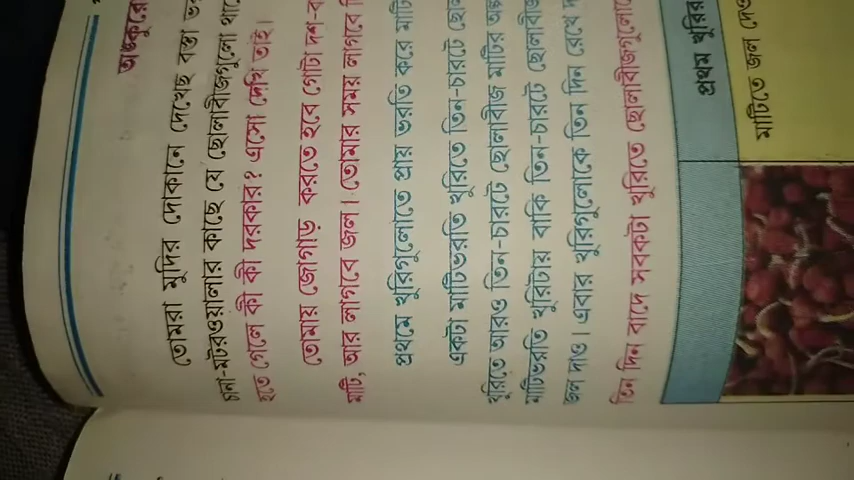 অঙ্কুরো
তোমরা মুদির দোকানে দেখেছ বস্তা
চানা-মটরওয়ালার কাছে যে ছোলাবীজগুলো থাকে
হতে গেলে কী কী দরকার? এসো দেখি তাই।
তোমায় জোগাড় করতে হবে গোটা দশ-
মাটি, আর লাগবে জল। তোমার সময় লাগবে
প্রথমে খুরিগুলোতে প্রায় ভরতি করে মাটি
একটা মাটিভরতি খুরিতে তিন-চারটে
খুরিতে আরও তিন-চারটে ছোলাবীজ মাটির
মাটিভরতি খুরিটায় বাকি তিন-চারটে ছোলাবীজ
জল দাও। এবার খুরিগুলোকে তিন দিন রেখে
তিন দিন বাদে সবকটা খুরিতে ছোলাবীজগুলো
প্রথম খুরির
মাটিতে জল